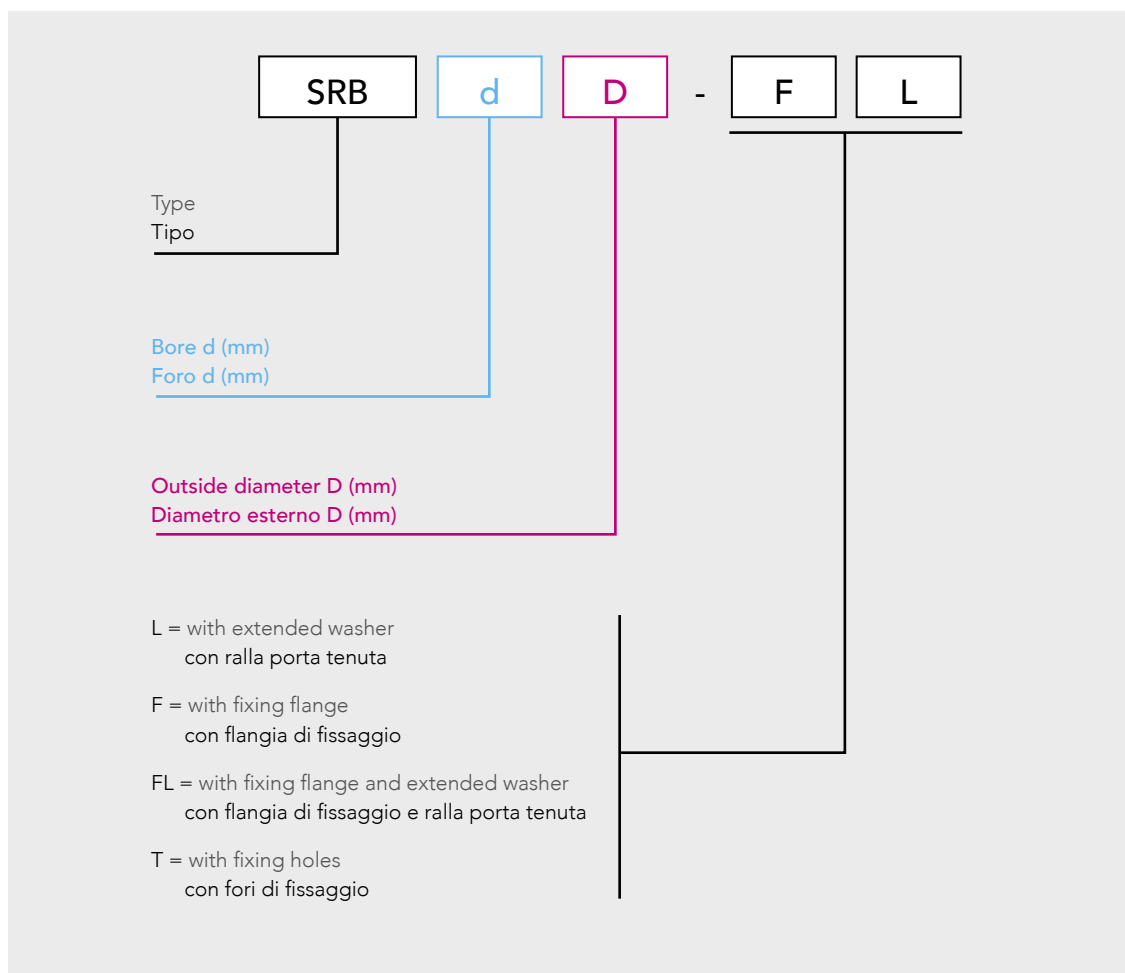 SRB d D - F L
Type
Tipo
Bore d (mm)
Foro d (mm)
Outside diameter D (mm)
Diametro esterno D (mm)
L = with extended washer
con ralla porta tenuta
F = with fixing flange
con flangia di fissaggio
FL = with fixing flange and extended washer
con flangia di fissaggio e ralla porta tenuta
T = with fixing holes
con fori di fissaggio